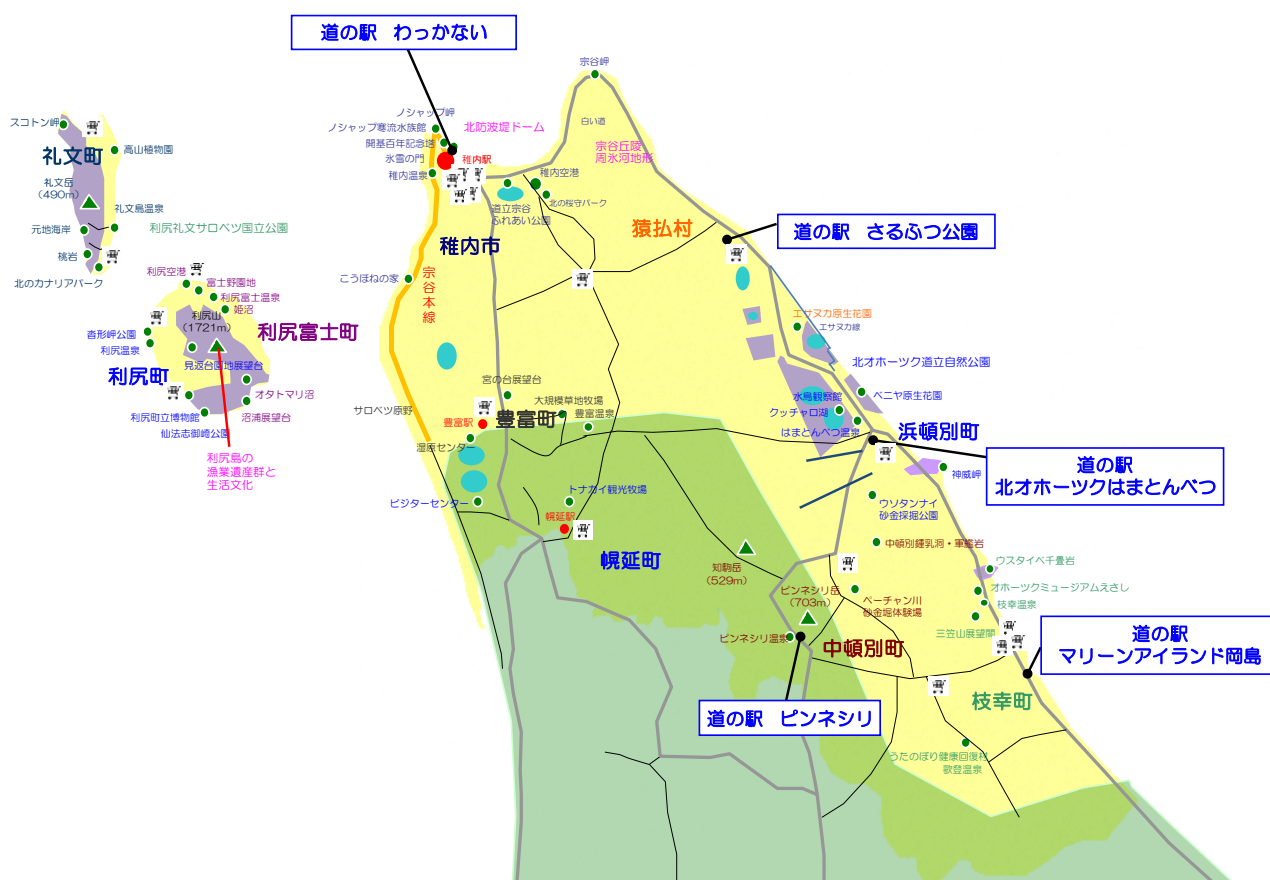 道の駅　わっかない
宗谷岬
ノシャップ岬
ノシャップ寒流水族館
北防波堤ドーム
開基百年記念塔
氷雪の門
稚内駅
稚内温泉
白い道
宗谷丘陵
周氷河地形
稚内空港
北の桜守パーク
道立宗谷
ふれあい公園
稚内市
猿払村
道の駅　さるふつ公園
スコトン岬
礼文町
高山植物園
礼文岳
（490m）
礼文島温泉
元地海岸
利尻礼文サロベツ国立公園
桃岩
北のカナリアパーク
利尻空港
富士野園地
利尻富士温泉
姫沼
利尻山
（1721m）
利尻富士町
沓形岬公園
利尻温泉
利尻町
見返台園地展望台
オタトマリ沼
利尻町立博物館
沼浦展望台
仙法志御崎公園
利尻島の
漁業遺産群と
生活文化
こうほねの家
宗谷本線
サロベツ原野
宮の台展望台
大規模草地牧場
豊富駅
豊富町
豊富温泉
湿原センター
ビジターセンター
トナカイ観光牧場
幌延駅
幌延町
エサヌカ原生花園
エサヌカ線
北オホーツク道立自然公園
水鳥観察館
クッチャロ湖
ベニヤ原生花園
はまとんべつ温泉
浜頓別町
道の駅
北オホーツクはまとんべつ
神威岬
ウソタンナイ
砂金採掘公園
中頓別鍾乳洞・軍艦岩
知駒岳
（529m）
ピンネシリ岳
（703m）
ペーチャン川
砂金堀体験場
ピンネシリ温泉
中頓別町
ウスタイベ千畳岩
オホーツクミュージアムえさし
枝幸温泉
三笠山展望閣
道の駅
マリーンアイランド岡島
枝幸町
道の駅　ピンネシリ
うたのぼり健康回復村
歌登温泉